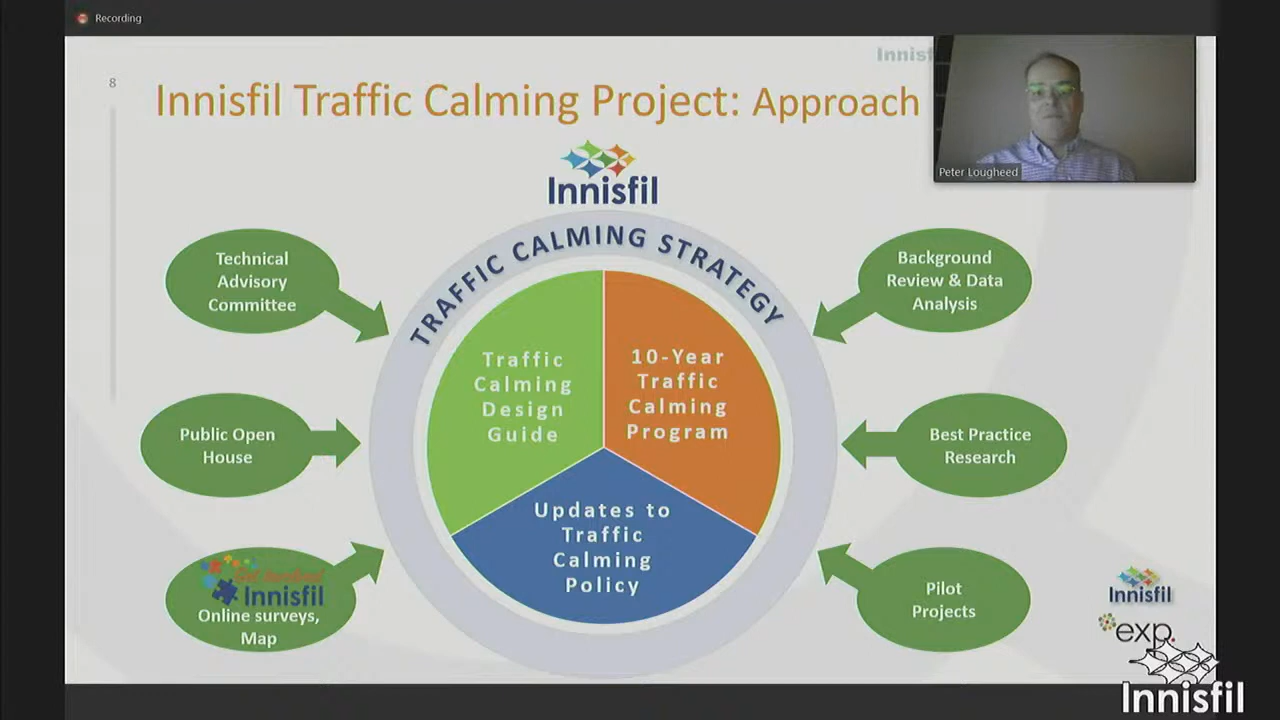 Recording
8
Innisfil Traffic Calming Project: Approach
Peter Lougheed
Innisfil
TRAFFIC CALMING STRATEGY
Technical
Advisory
Committee
Public Open
House
Get Involved
Innisfil
Online surveys,
Map
Traffic
Calming
Design
Guide
10-Year
Traffic
Calming
Program
Updates to
Traffic
Calming
Policy
Background
Review & Data
Analysis
Best Practice
Research
Pilot
Projects
Innisfil
exp.
Innisfil